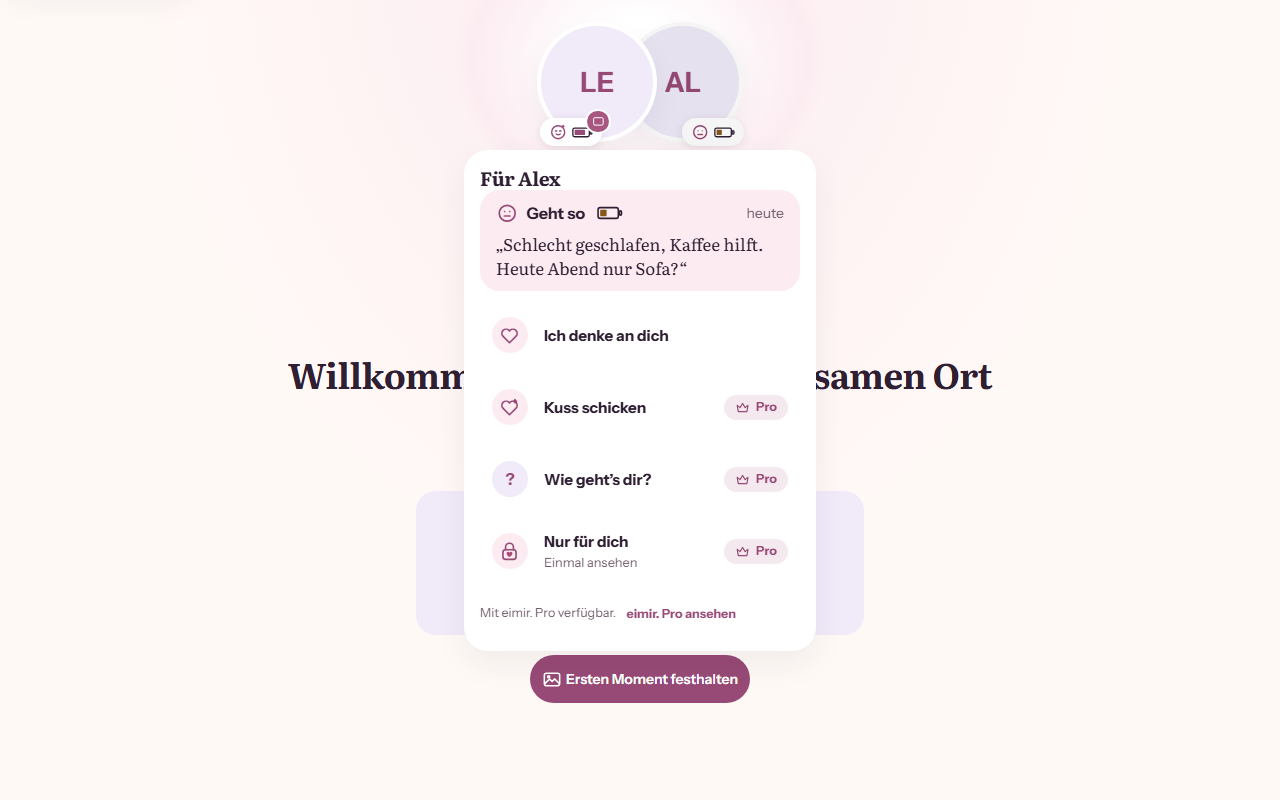 LE
AL
Für Alex
Geht so
heute
„Schlecht geschlafen, Kaffee hilft.
Heute Abend nur Sofa?“
Ich denke an dich
Willkomm
samen Ort
Kuss schicken
Pro
?
Wie geht’s dir?
Pro
Nur für dich
Einmal ansehen
Pro
Mit eimir. Pro verfügbar.
eimir. Pro ansehen
Ersten Moment festhalten